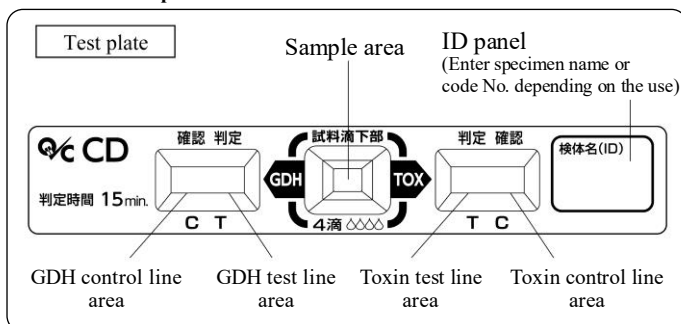 Test plate
Sample area
ID panel
(Enter specimen name or
code No. depending on the use)
CD
確認 判定
試料滴下部
判定 確認
検体名(ID)
GDH
TOX
判定時間 15min.
C T
4滴
T C
GDH control line
area
GDH test line
area
Toxin test line
area
Toxin control line
area